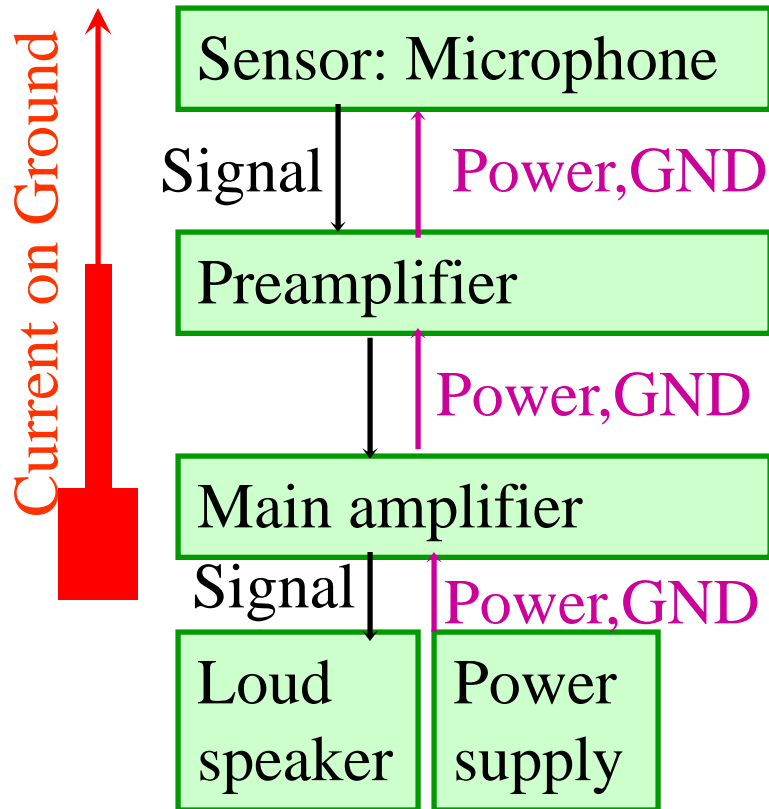 Current on Ground
Sensor: Microphone
Signal
Power,GND
Preamplifier
Power,GND
Main amplifier
Signal
Power,GND
Loud
speaker
Power
supply